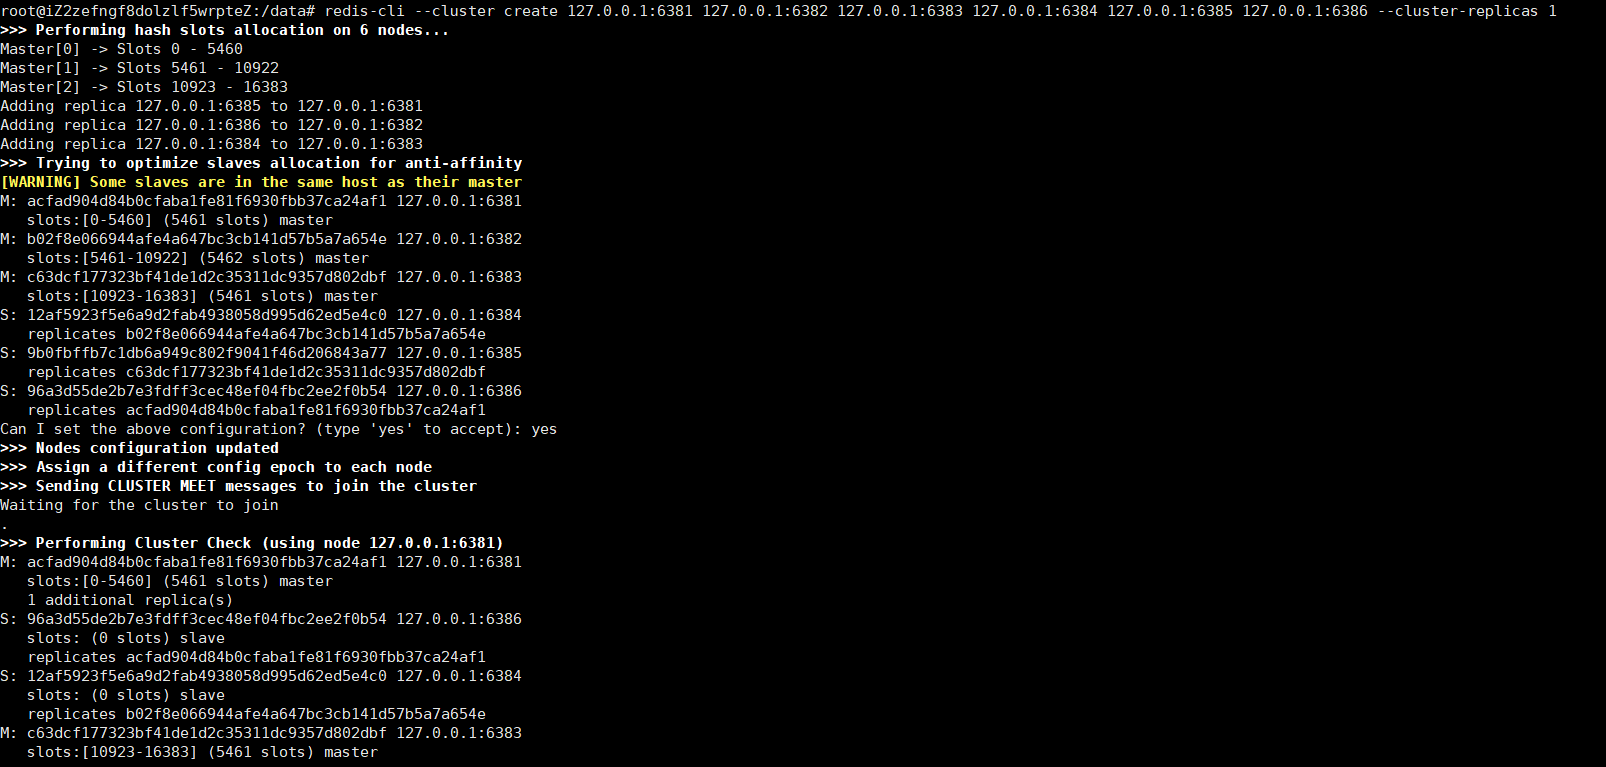 root@iZ2zefngf8dolzlf5wrpteZ:/data# redis-cli --cluster create 127.0.0.1:6381 127.0.0.1:6382 127.0.0.1:6383 127.0.0.1:6384 127.0.0.1:6385 127.0.0.1:6386 --cluster-replicas 1
>>> Performing hash slots allocation on 6 nodes...
Master[0] -> Slots 0 - 5460
Master[1] -> Slots 5461 - 10922
Master[2] -> Slots 10923 - 16383
Adding replica 127.0.0.1:6385 to 127.0.0.1:6381
Adding replica 127.0.0.1:6386 to 127.0.0.1:6382
Adding replica 127.0.0.1:6384 to 127.0.0.1:6383
>>> Trying to optimize slaves allocation for anti-affinity
[WARNING] Some slaves are in the same host as their master
M: acfad904d84b0cfaba1fe81f6930fbb37ca24af1 127.0.0.1:6381
   slots:[0-5460] (5461 slots) master
M: b02f8e066944afe4a647bc3cb141d57b5a7a654e 127.0.0.1:6382
   slots:[5461-10922] (5462 slots) master
M: c63dcf177323bf41de1d2c35311dc9357d802dbf 127.0.0.1:6383
   slots:[10923-16383] (5461 slots) master
S: 12af5923f5e6a9d2fab4938058d995d62ed5e4c0 127.0.0.1:6384
   replicates b02f8e066944afe4a647bc3cb141d57b5a7a654e
S: 9b0fbffb7c1db6a949c802f9041f46d206843a77 127.0.0.1:6385
   replicates c63dcf177323bf41de1d2c35311dc9357d802dbf
S: 96a3d55de2b7e3fdff3cec48ef04fbc2ee2f0b54 127.0.0.1:6386
   replicates acfad904d84b0cfaba1fe81f6930fbb37ca24af1
Can I set the above configuration? (type 'yes' to accept): yes
>>> Nodes configuration updated
>>> Assign a different config epoch to each node
>>> Sending CLUSTER MEET messages to join the cluster
Waiting for the cluster to join
.
>>> Performing Cluster Check (using node 127.0.0.1:6381)
M: acfad904d84b0cfaba1fe81f6930fbb37ca24af1 127.0.0.1:6381
   slots:[0-5460] (5461 slots) master
   1 additional replica(s)
S: 96a3d55de2b7e3fdff3cec48ef04fbc2ee2f0b54 127.0.0.1:6386
   slots: (0 slots) slave
   replicates acfad904d84b0cfaba1fe81f6930fbb37ca24af1
S: 12af5923f5e6a9d2fab4938058d995d62ed5e4c0 127.0.0.1:6384
   slots: (0 slots) slave
   replicates b02f8e066944afe4a647bc3cb141d57b5a7a654e
M: c63dcf177323bf41de1d2c35311dc9357d802dbf 127.0.0.1:6383
   slots:[10923-16383] (5461 slots) master